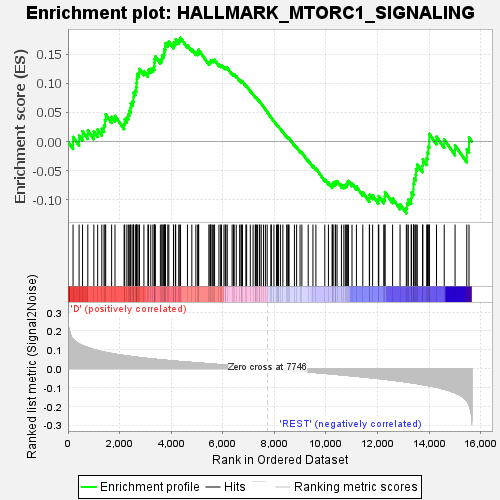 Enrichment plot: HALLMARK_MTORC1_SIGNALING
Enrichment score (ES)
0.15
0.10
0.05
0.00
-0.05
-0.10
'D' (positively correlated)
Ranked list metric (Signal2Noise)
0.3
0.2
0.1
0.0
-0.1
-0.2
-0.3
Zero cross at 7746
'REST' (negatively correlated)
0 2,000 4,000 6,000 8,000 10,000 12,000 14,000 16,000
Rank in Ordered Dataset
Enrichment profile Hits Ranking metric scores